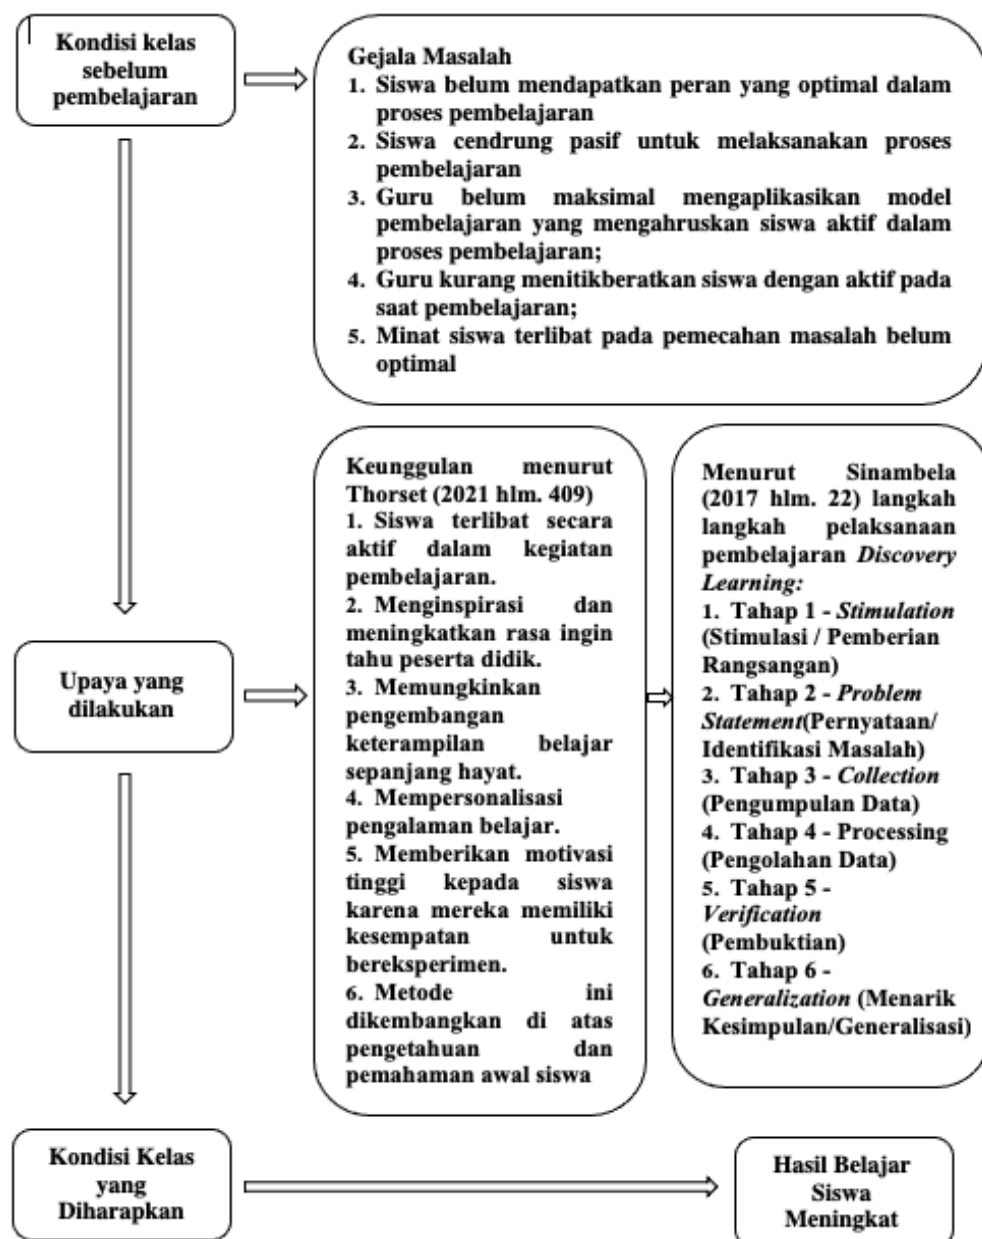 Kondisi kelas
sebelum
pembelajaran
Gejala Masalah
1. Siswa belum mendapatkan peran yang optimal dalam
proses pembelajaran
2. Siswa cendrung pasif untuk melaksanakan proses
pembelajaran
3. Guru belum maksimal mengaplikasikan model
pembelajaran yang mengahruskan siswa aktif dalam
proses pembelajaran;
4. Guru kurang menitikberatkan siswa dengan aktif pada
saat pembelajaran;
5. Minat siswa terlibat pada pemecahan masalah belum
optimal
Upaya yang
dilakukan
Keunggulan menurut
Thorset (2021 hlm. 409)
1. Siswa terlibat secara
aktif dalam kegiatan
pembelajaran.
2. Menginspirasi dan
meningkatkan rasa ingin
tahu peserta didik.
3. Memungkinkan
pengembangan
keterampilan belajar
sepanjang hayat.
4. Mempersonalisasi
pengalaman belajar.
5. Memberikan motivasi
tinggi kepada siswa
karena mereka memiliki
kesempatan untuk
bereksperimen.
6. Metode ini
dikembangkan di atas
pengetahuan dan
pemahaman awal siswa
Menurut Sinambela
(2017 hlm. 22) langkah
langkah pelaksanaan
pembelajaran Discovery
Learning:
1. Tahap 1 - Stimulation
(Stimulasi / Pemberian
Rangsangan)
2. Tahap 2 - Problem
Statement(Pernyataan/
Identifikasi Masalah)
3. Tahap 3 - Collection
(Pengumpulan Data)
4. Tahap 4 - Processing
(Pengolahan Data)
5. Tahap 5 -
Verification
(Pembuktian)
6. Tahap 6 -
Generalization (Menarik
Kesimpulan/Generalisasi)
Kondisi Kelas
yang
Diharapkan
Hasil Belajar
Siswa
Meningkat